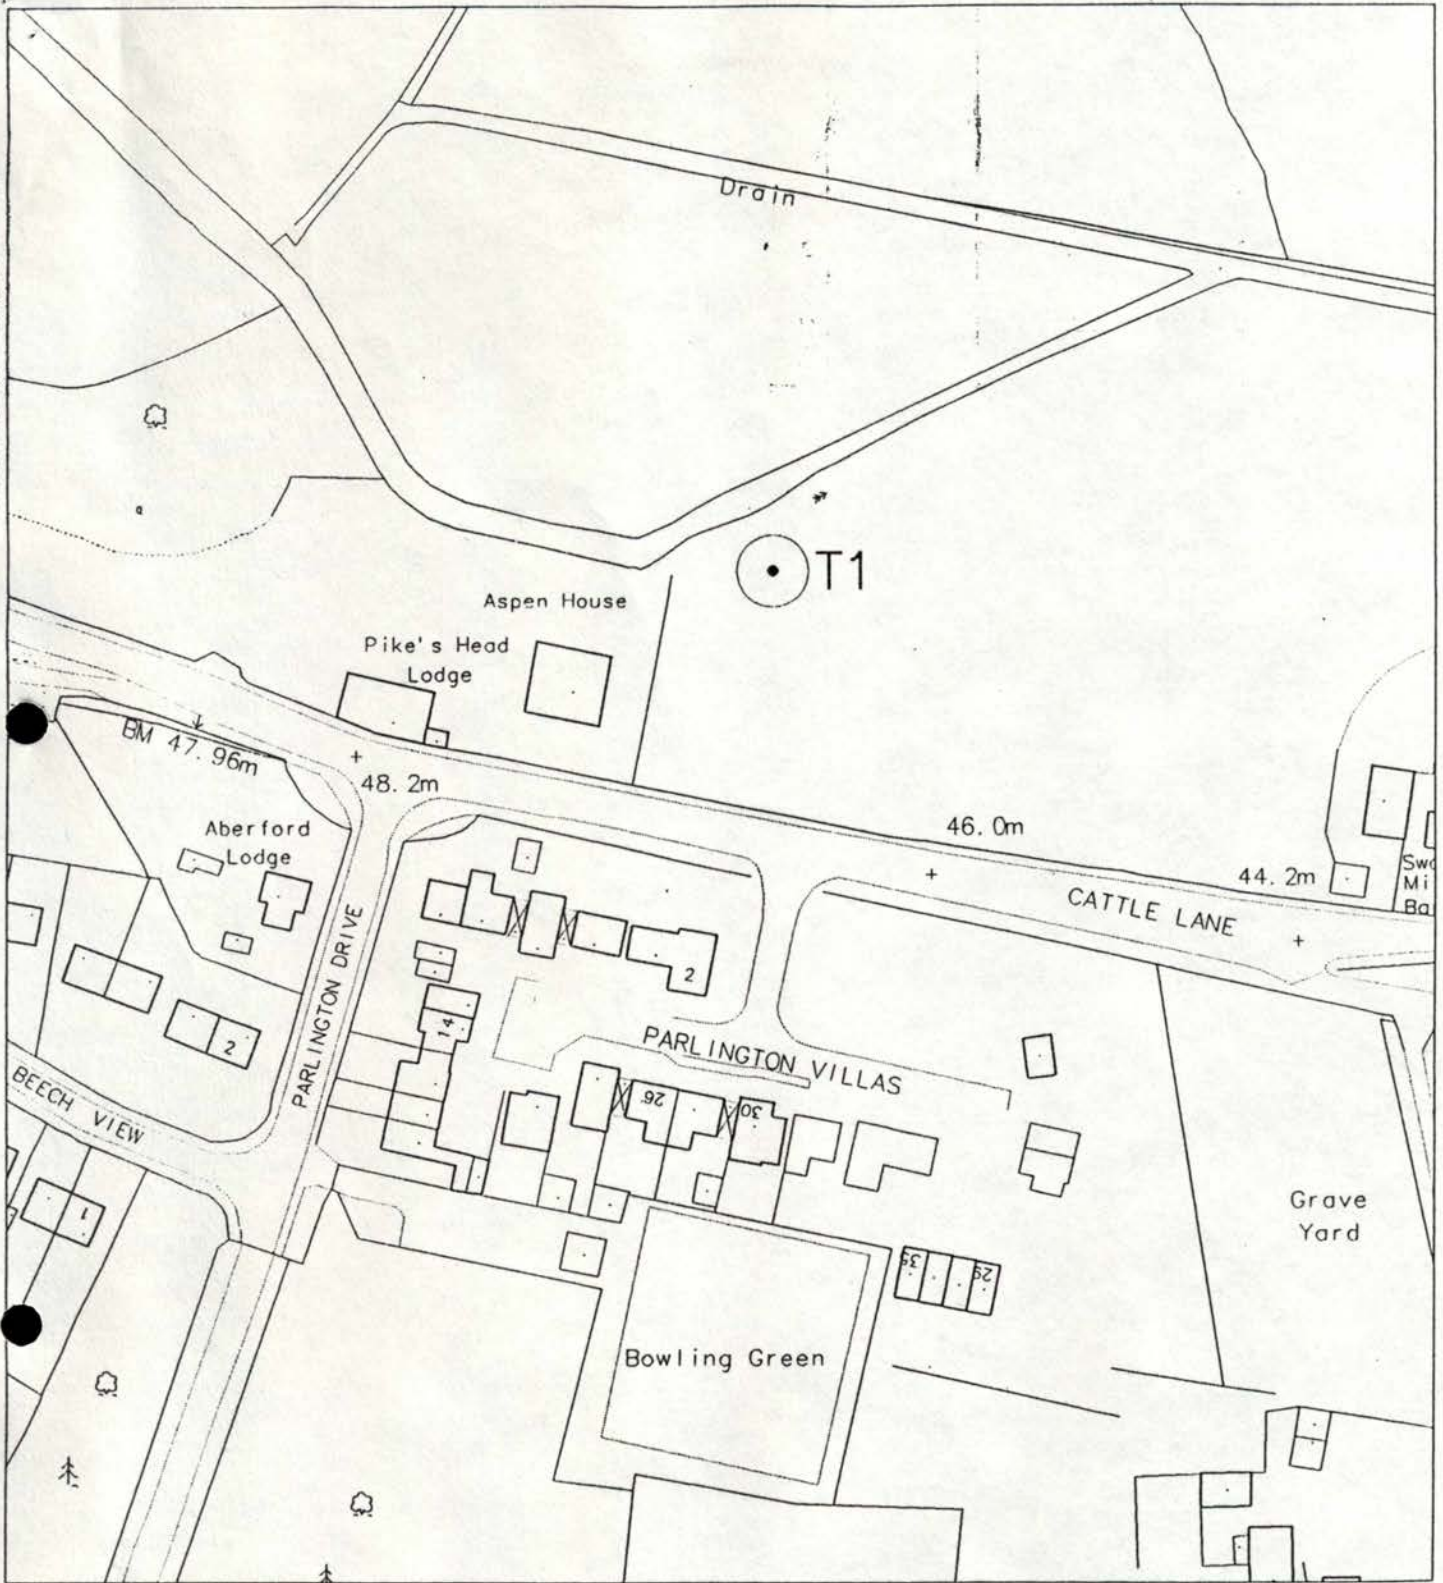 Drain
T1
Aspen House
Pike's Head
Lodge
BM 47.96m
48.2m
46.0m
44.2m
Aberford
Lodge
CATTLE LANE
PARLINGTON DRIVE
2
14
2
PARLINGTON VILLAS
BEECH VIEW
26
30
1
Grave
Yard
35
29
Bowling Green